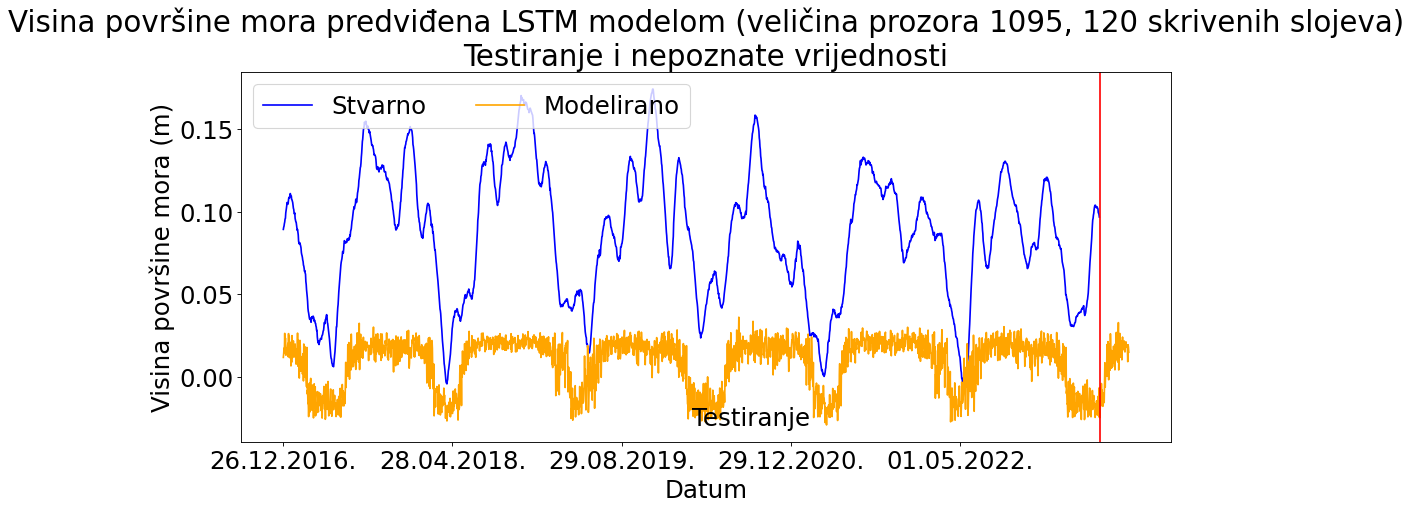 Visina površine mora predviđena LSTM modelom (veličina prozora 1095, 120 skrivenih slojeva)
Testiranje i nepoznate vrijednosti
Stvarno Modelirano
Visina površine mora (m)
0.15
0.10
0.05
0.00
Testiranje
26.12.2016. 28.04.2018. 29.08.2019. 29.12.2020. 01.05.2022.
Datum